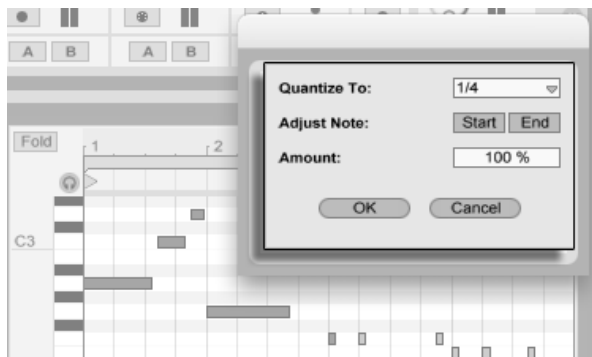 A B A B
Quantize To: 1/4
Fold 1 2
Adjust Note: Start End
Amount: 100 %
OK Cancel
C3